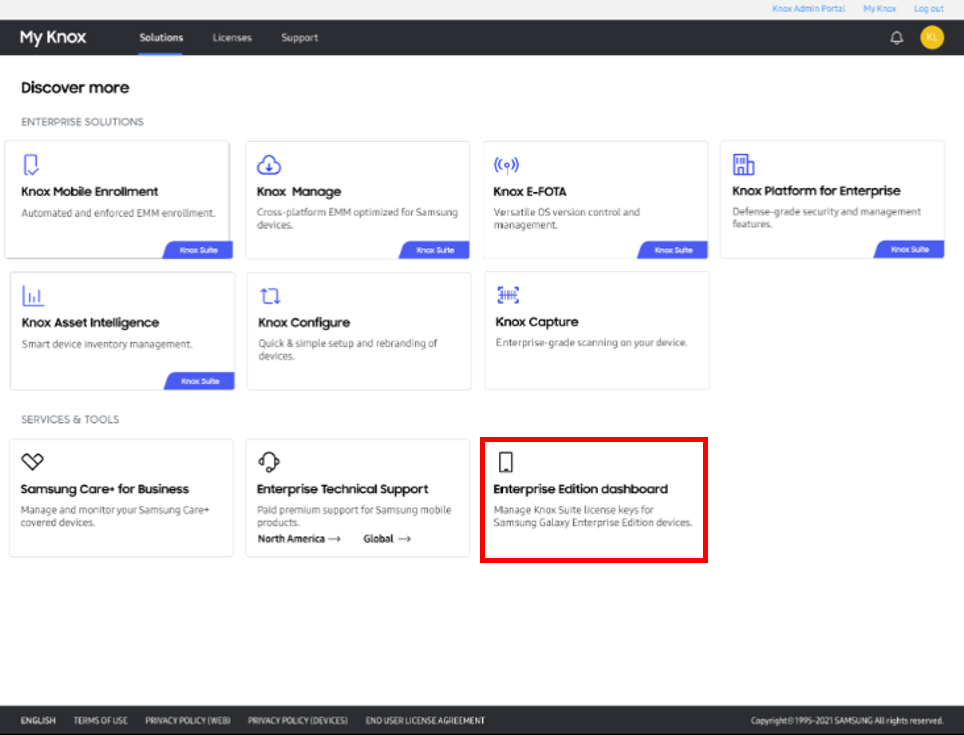 Knox Admin Portal My Knox Log out
My Knox Solutions Licenses Support KL
Discover more
ENTERPRISE SOLUTIONS
Knox Mobile Enrollment
Automated and enforced EMM enrollment.
Knox Suite
Knox Manage
Cross-platform EMM optimized for Samsung
devices.
Knox Suite
Knox E-FOTA
Versatile OS version control and
management.
Knox Suite
Knox Platform for Enterprise
Defense-grade security and management
features.
Knox Suite
Knox Asset Intelligence
Smart device inventory management.
Knox Suite
Knox Configure
Quick & simple setup and rebranding of
devices.
Knox Capture
Enterprise-grade scanning on your device.
SERVICES & TOOLS
Samsung Care+ for Business
Manage and monitor your Samsung Care+
covered devices.
Enterprise Technical Support
Paid premium support for Samsung mobile
products.
North America → Global →
Enterprise Edition dashboard
Manage Knox Suite license keys for
Samsung Galaxy Enterprise Edition devices.
ENGLISH TERMS OF USE PRIVACY POLICY (WEB) PRIVACY POLICY (DEVICES) END USER LICENSE AGREEMENT Copyright© 1995-2021 SAMSUNG All rights reserved.